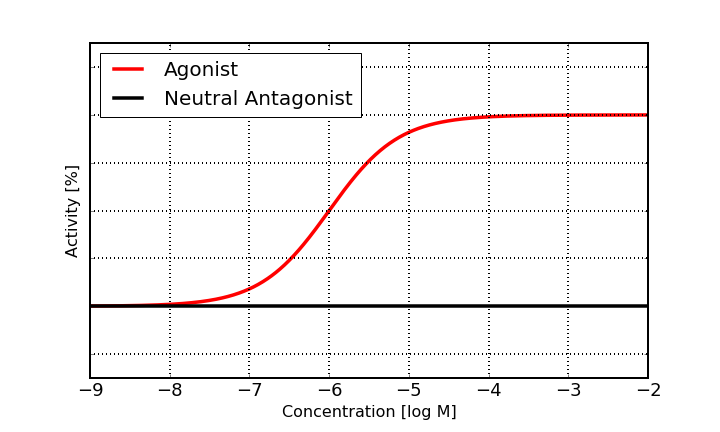 Agonist
Neutral Antagonist
Activity [%]
−9 −8 −7 −6 −5 −4 −3 −2
Concentration [log M]